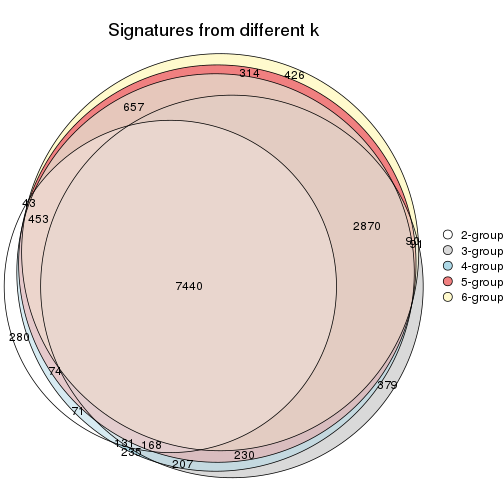 Signatures from different k
314
426
657
43
453
2870
91
7440
280
74
379
71
131
168
235
230
207
2-group
3-group
4-group
5-group
6-group